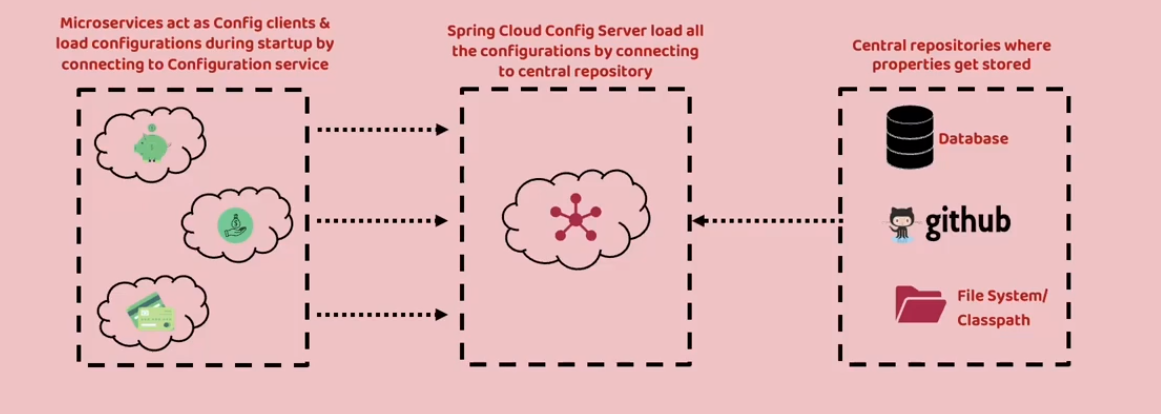 Microservices act as Config clients &
load configurations during startup by
connecting to Configuration service
Spring Cloud Config Server load all
the configurations by connecting
to central repository
Central repositories where
properties get stored
Database
github
File System/
Classpath